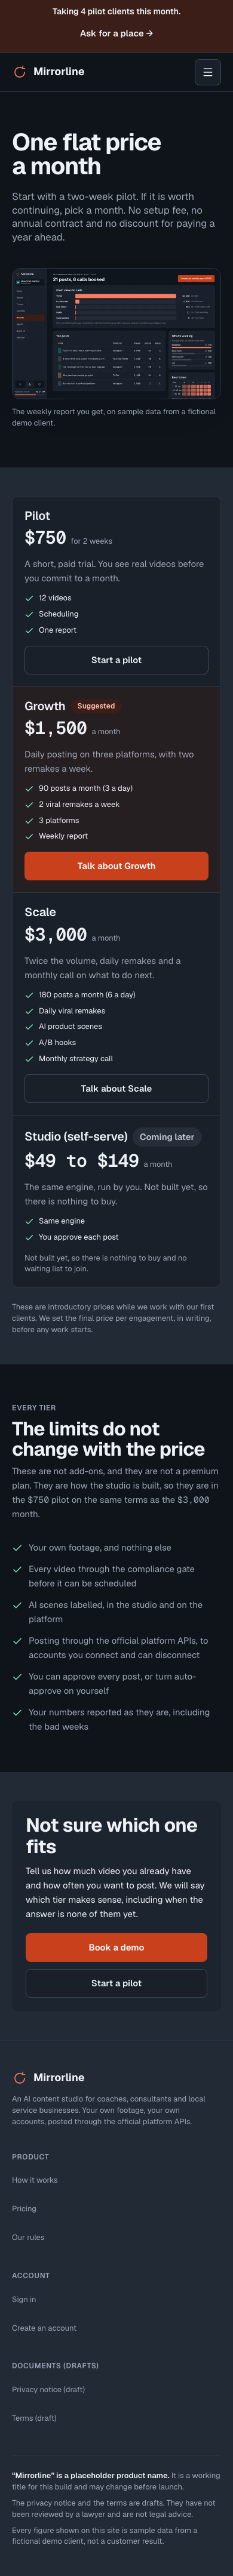 Taking 4 pilot clients this month.
Ask for a place →
Mirrorline
One flat price
a month
Start with a two-week pilot. If it is worth
continuing, pick a month. No setup fee, no
annual contract and no discount for paying a
year ahead.
21 posts, 6 calls booked
The weekly report you get, on sample data from a fictional
demo client.
Pilot
$750 for 2 weeks
A short, paid trial. You see real videos before
you commit to a month.
12 videos
Scheduling
One report
Start a pilot
Growth Suggested
$1,500 a month
Daily posting on three platforms, with two
remakes a week.
90 posts a month (3 a day)
2 viral remakes a week
3 platforms
Weekly report
Talk about Growth
Scale
$3,000 a month
Twice the volume, daily remakes and a
monthly call on what to do next.
180 posts a month (6 a day)
Daily viral remakes
AI product scenes
A/B hooks
Monthly strategy call
Talk about Scale
Studio (self-serve) Coming later
$49 to $149 a month
The same engine, run by you. Not built yet, so
there is nothing to buy.
Same engine
You approve each post
Not built yet, so there is nothing to buy and no
waiting list to join.
These are introductory prices while we work with our first
clients. We set the final price per engagement, in writing,
before any work starts.
EVERY TIER
The limits do not
change with the price
These are not add-ons, and they are not a premium
plan. They are how the studio is built, so they are in
the $750 pilot on the same terms as the $3,000
month.
Your own footage, and nothing else
Every video through the compliance gate
before it can be scheduled
AI scenes labelled, in the studio and on the
platform
Posting through the official platform APIs, to
accounts you connect and can disconnect
You can approve every post, or turn auto-
approve on yourself
Your numbers reported as they are, including
the bad weeks
Not sure which one
fits
Tell us how much video you already have
and how often you want to post. We will say
which tier makes sense, including when the
answer is none of them yet.
Book a demo
Start a pilot
Mirrorline
An AI content studio for coaches, consultants and local
service businesses. Your own footage, your own
accounts, posted through the official platform APIs.
PRODUCT
How it works
Pricing
Our rules
ACCOUNT
Sign in
Create an account
DOCUMENTS (DRAFTS)
Privacy notice (draft)
Terms (draft)
"Mirrorline" is a placeholder product name. It is a working
title for this build and may change before launch.
The privacy notice and the terms are drafts. They have not
been reviewed by a lawyer and are not legal advice.
Every figure shown on this site is sample data from a
fictional demo client, not a customer result.